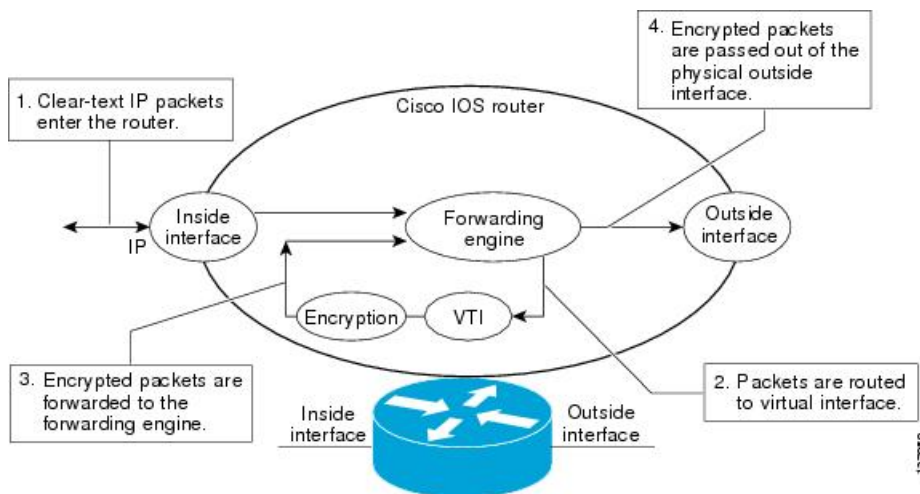 4. Encrypted packets
are passed out of the
physical outside
interface.
1. Clear-text IP packets
enter the router.
Cisco IOS router
Inside
interface
IP
Forwarding
engine
Outside
interface
Encryption
VTI
3. Encrypted packets are
forwarded to the
forwarding engine.
2. Packets are routed
to virtual interface.
Inside
interface
Outside
interface